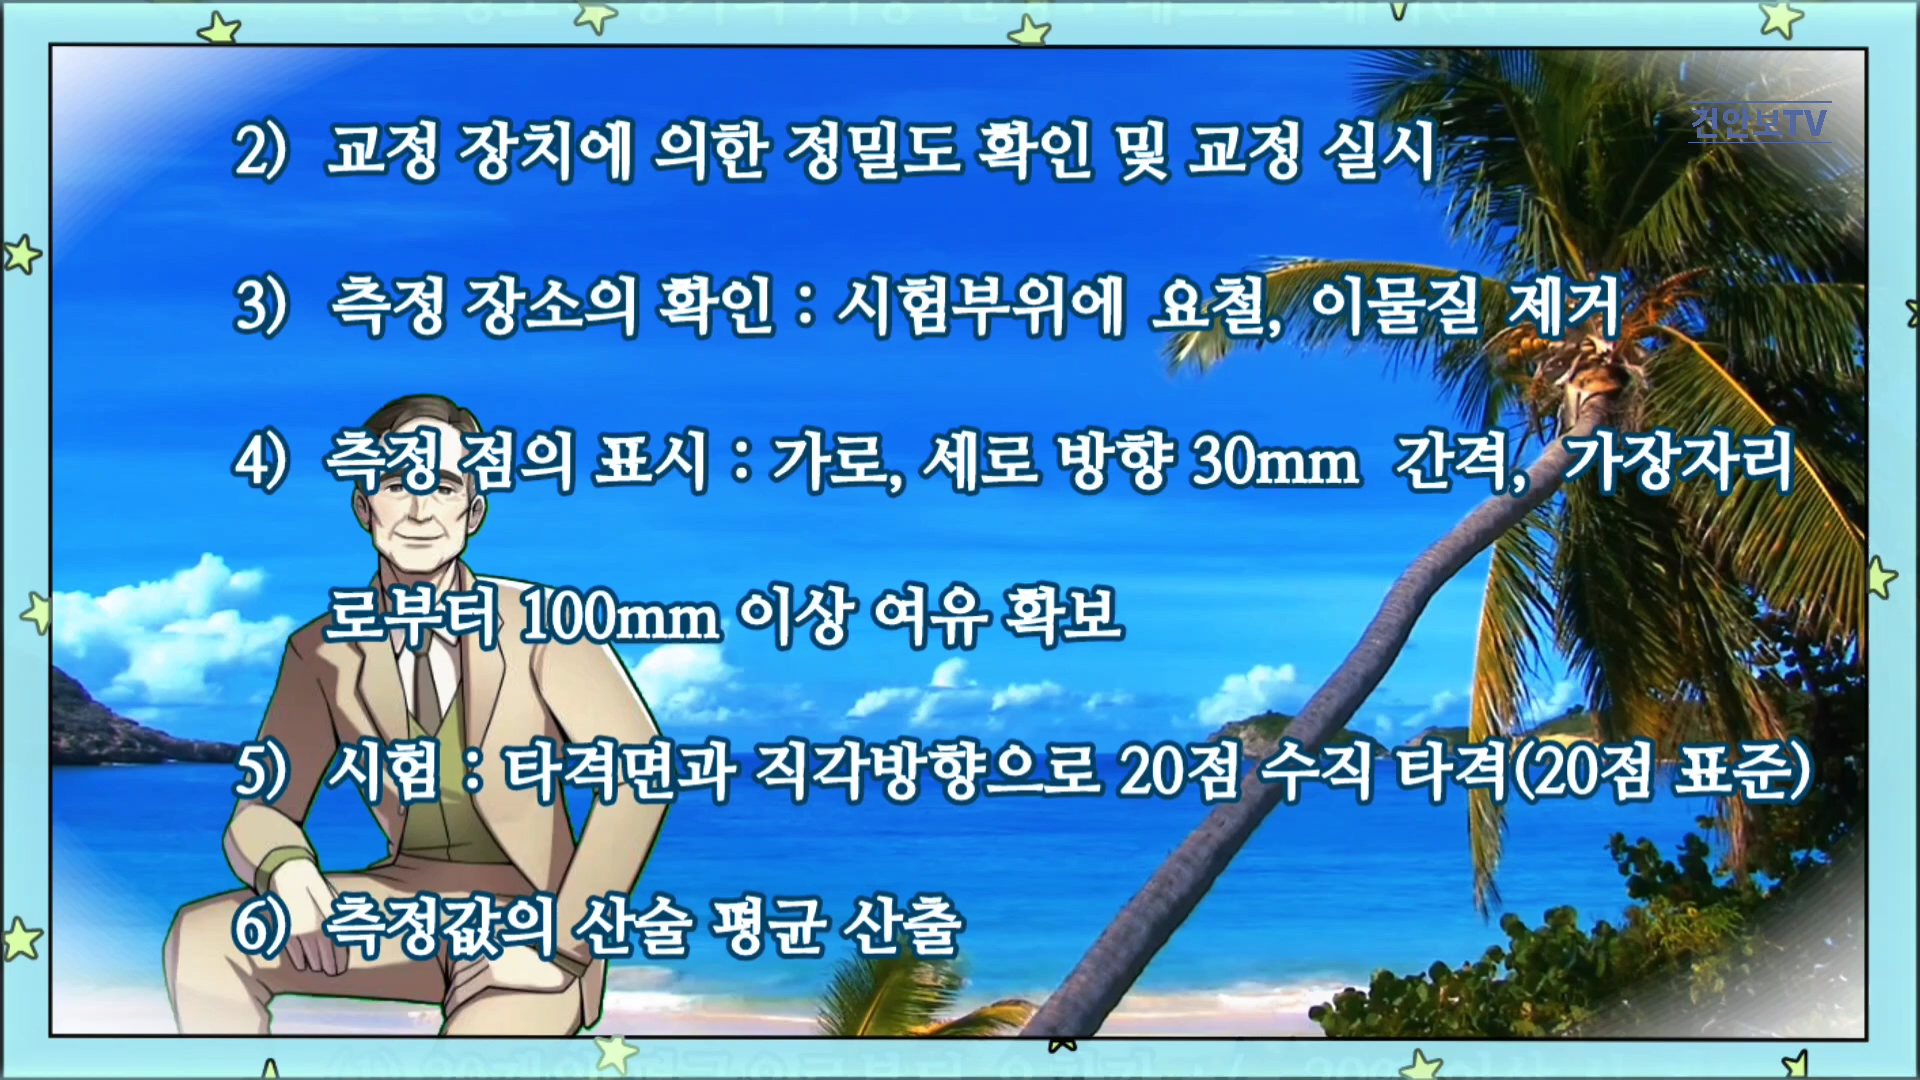 건안보TV
2) 교정 장치에 의한 정밀도 확인 및 교정 실시
3) 측정 장소의 확인 : 시험부위에 요철, 이물질 제거
4) 측정 점의 표시 : 가로, 세로 방향 30mm 간격, 가장자리
로부터 100mm 이상 여유 확보
5) 시험 : 타격면과 직각방향으로 20점 수직 타격(20점 표준)
6) 측정값의 산술 평균 산출